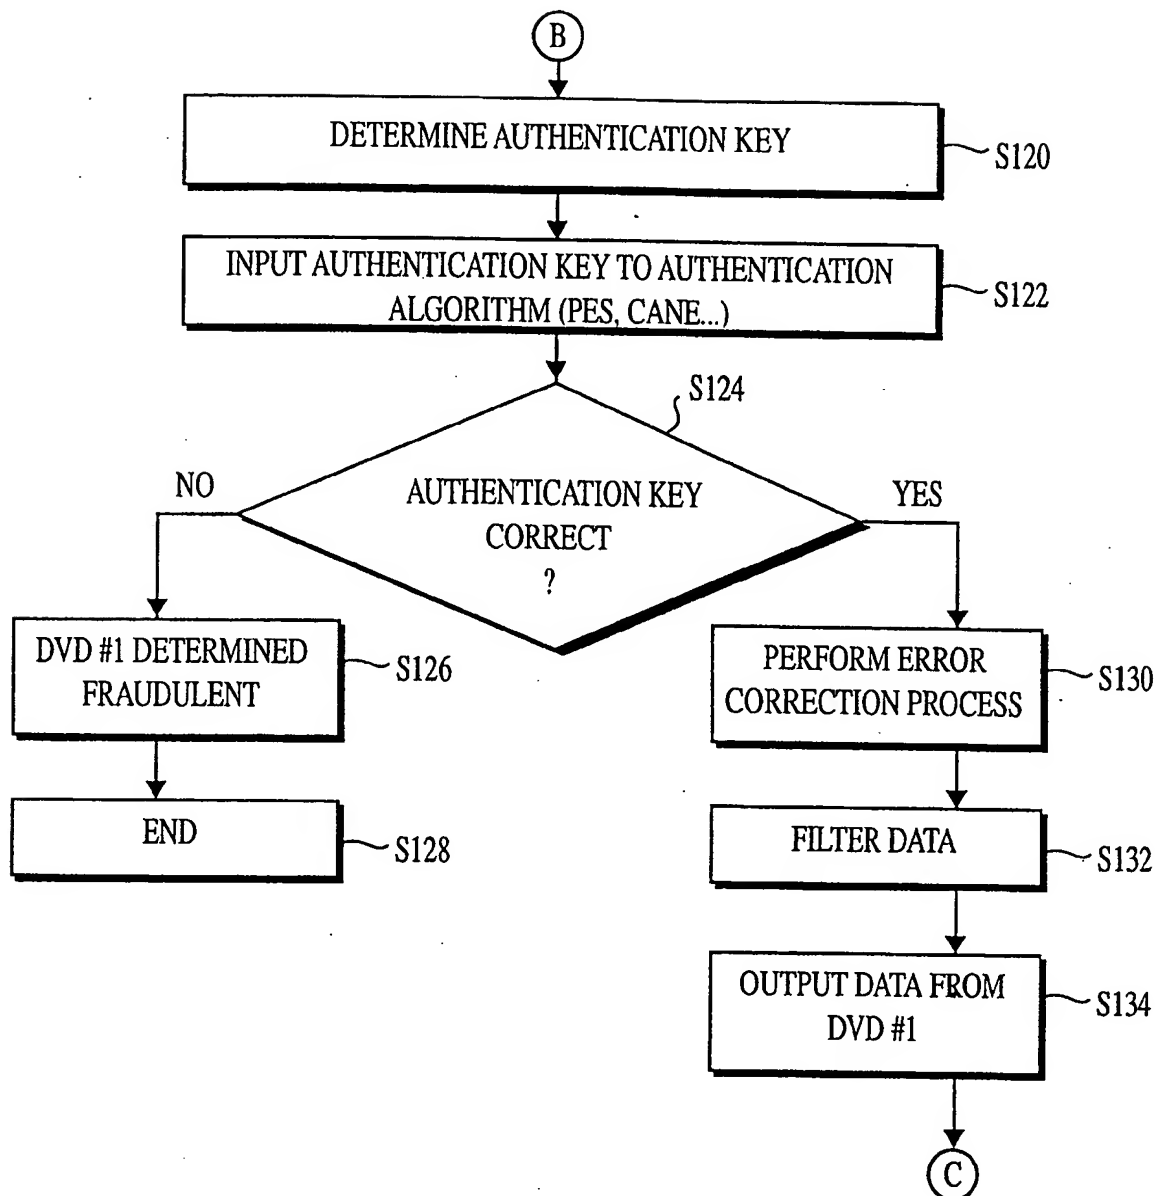 B
DETERMINE AUTHENTICATION KEY
S120
INPUT AUTHENTICATION KEY TO AUTHENTICATION
ALGORITHM (PES, CANE...)
S122
S124
AUTHENTICATION KEY
CORRECT
?
NO
YES
DVD #1 DETERMINED
FRAUDULENT
S126
END
S128
PERFORM ERROR
CORRECTION PROCESS
S130
FILTER DATA
S132
OUTPUT DATA FROM
DVD #1
S134
C